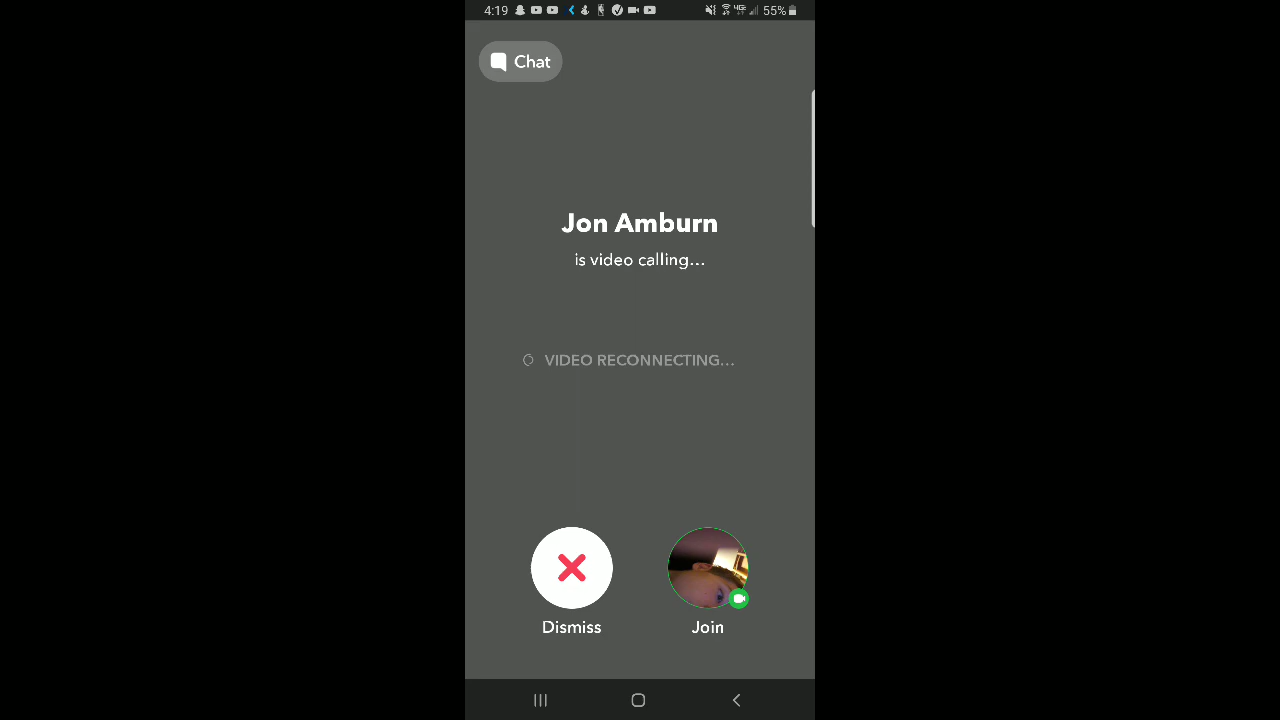 4:19 55%
Chat
Jon Amburn
is video calling...
VIDEO RECONNECTING...
Dismiss Join